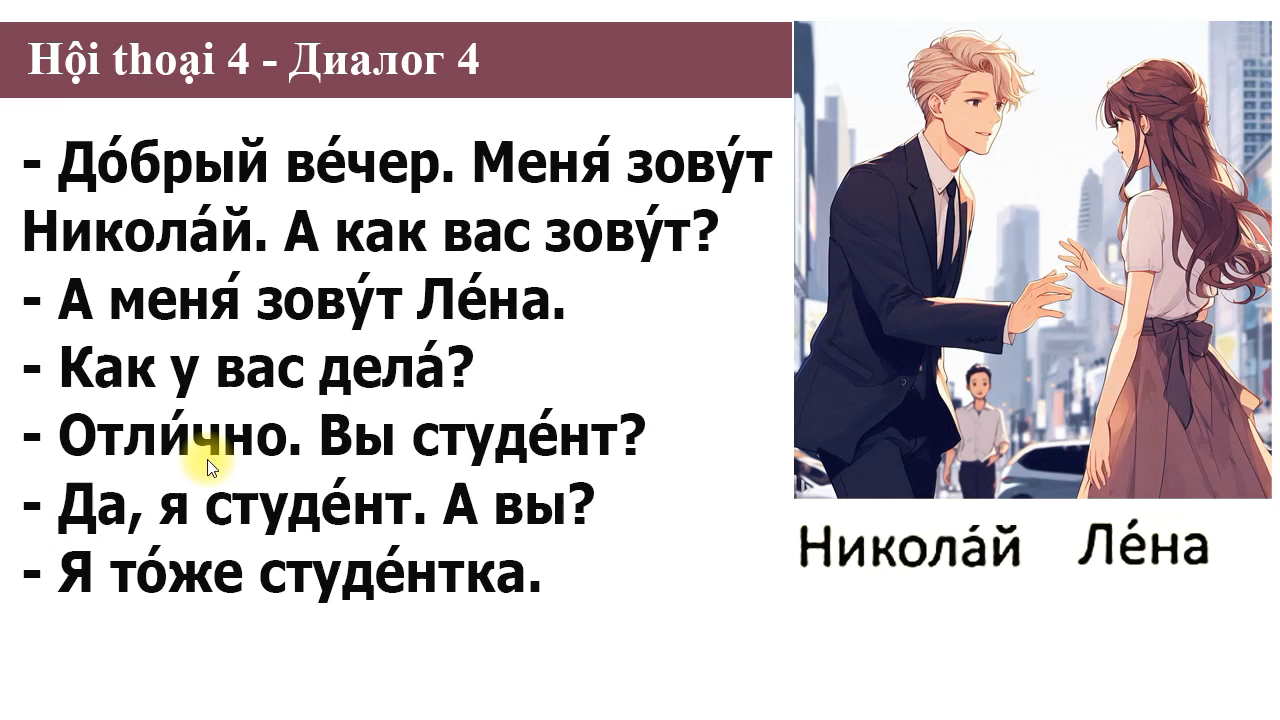 Hội thoại 4 - Диалог 4
- До́брый ве́чер. Меня́ зову́т
Никола́й. А как вас зову́т?
- А меня́ зову́т Ле́на.
- Как у вас дела́?
- Отли́чно. Вы студе́нт?
- Да, я студе́нт. А вы?
- Я то́же студе́нтка.
Никола́й Ле́на